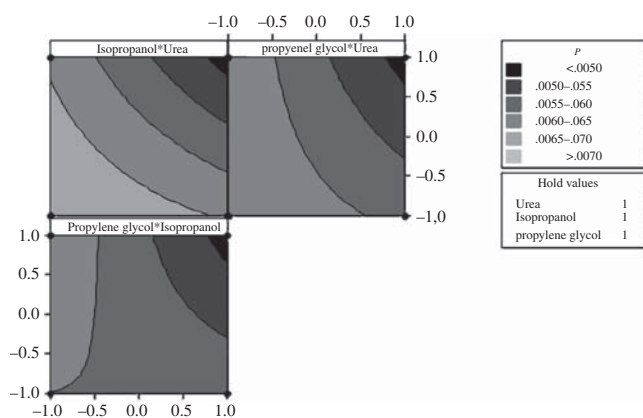 −1.0 −0.5 0.0 0.5 1.0
Isopropanol*Urea
propyenel glycol*Urea
1.0
0.5
0.0
−0.5
−1,0
Propylene glycol*Isopropanol
1.0
0.5
0.0
−0.5
−1.0
−1.0 −0.5 0.0 0.5 1.0
P
<.0050
.0050–.055
.0055–.060
.0060–.065
.0065–.070
>.0070
Hold values
Urea 1
Isopropanol 1
propylene glycol 1